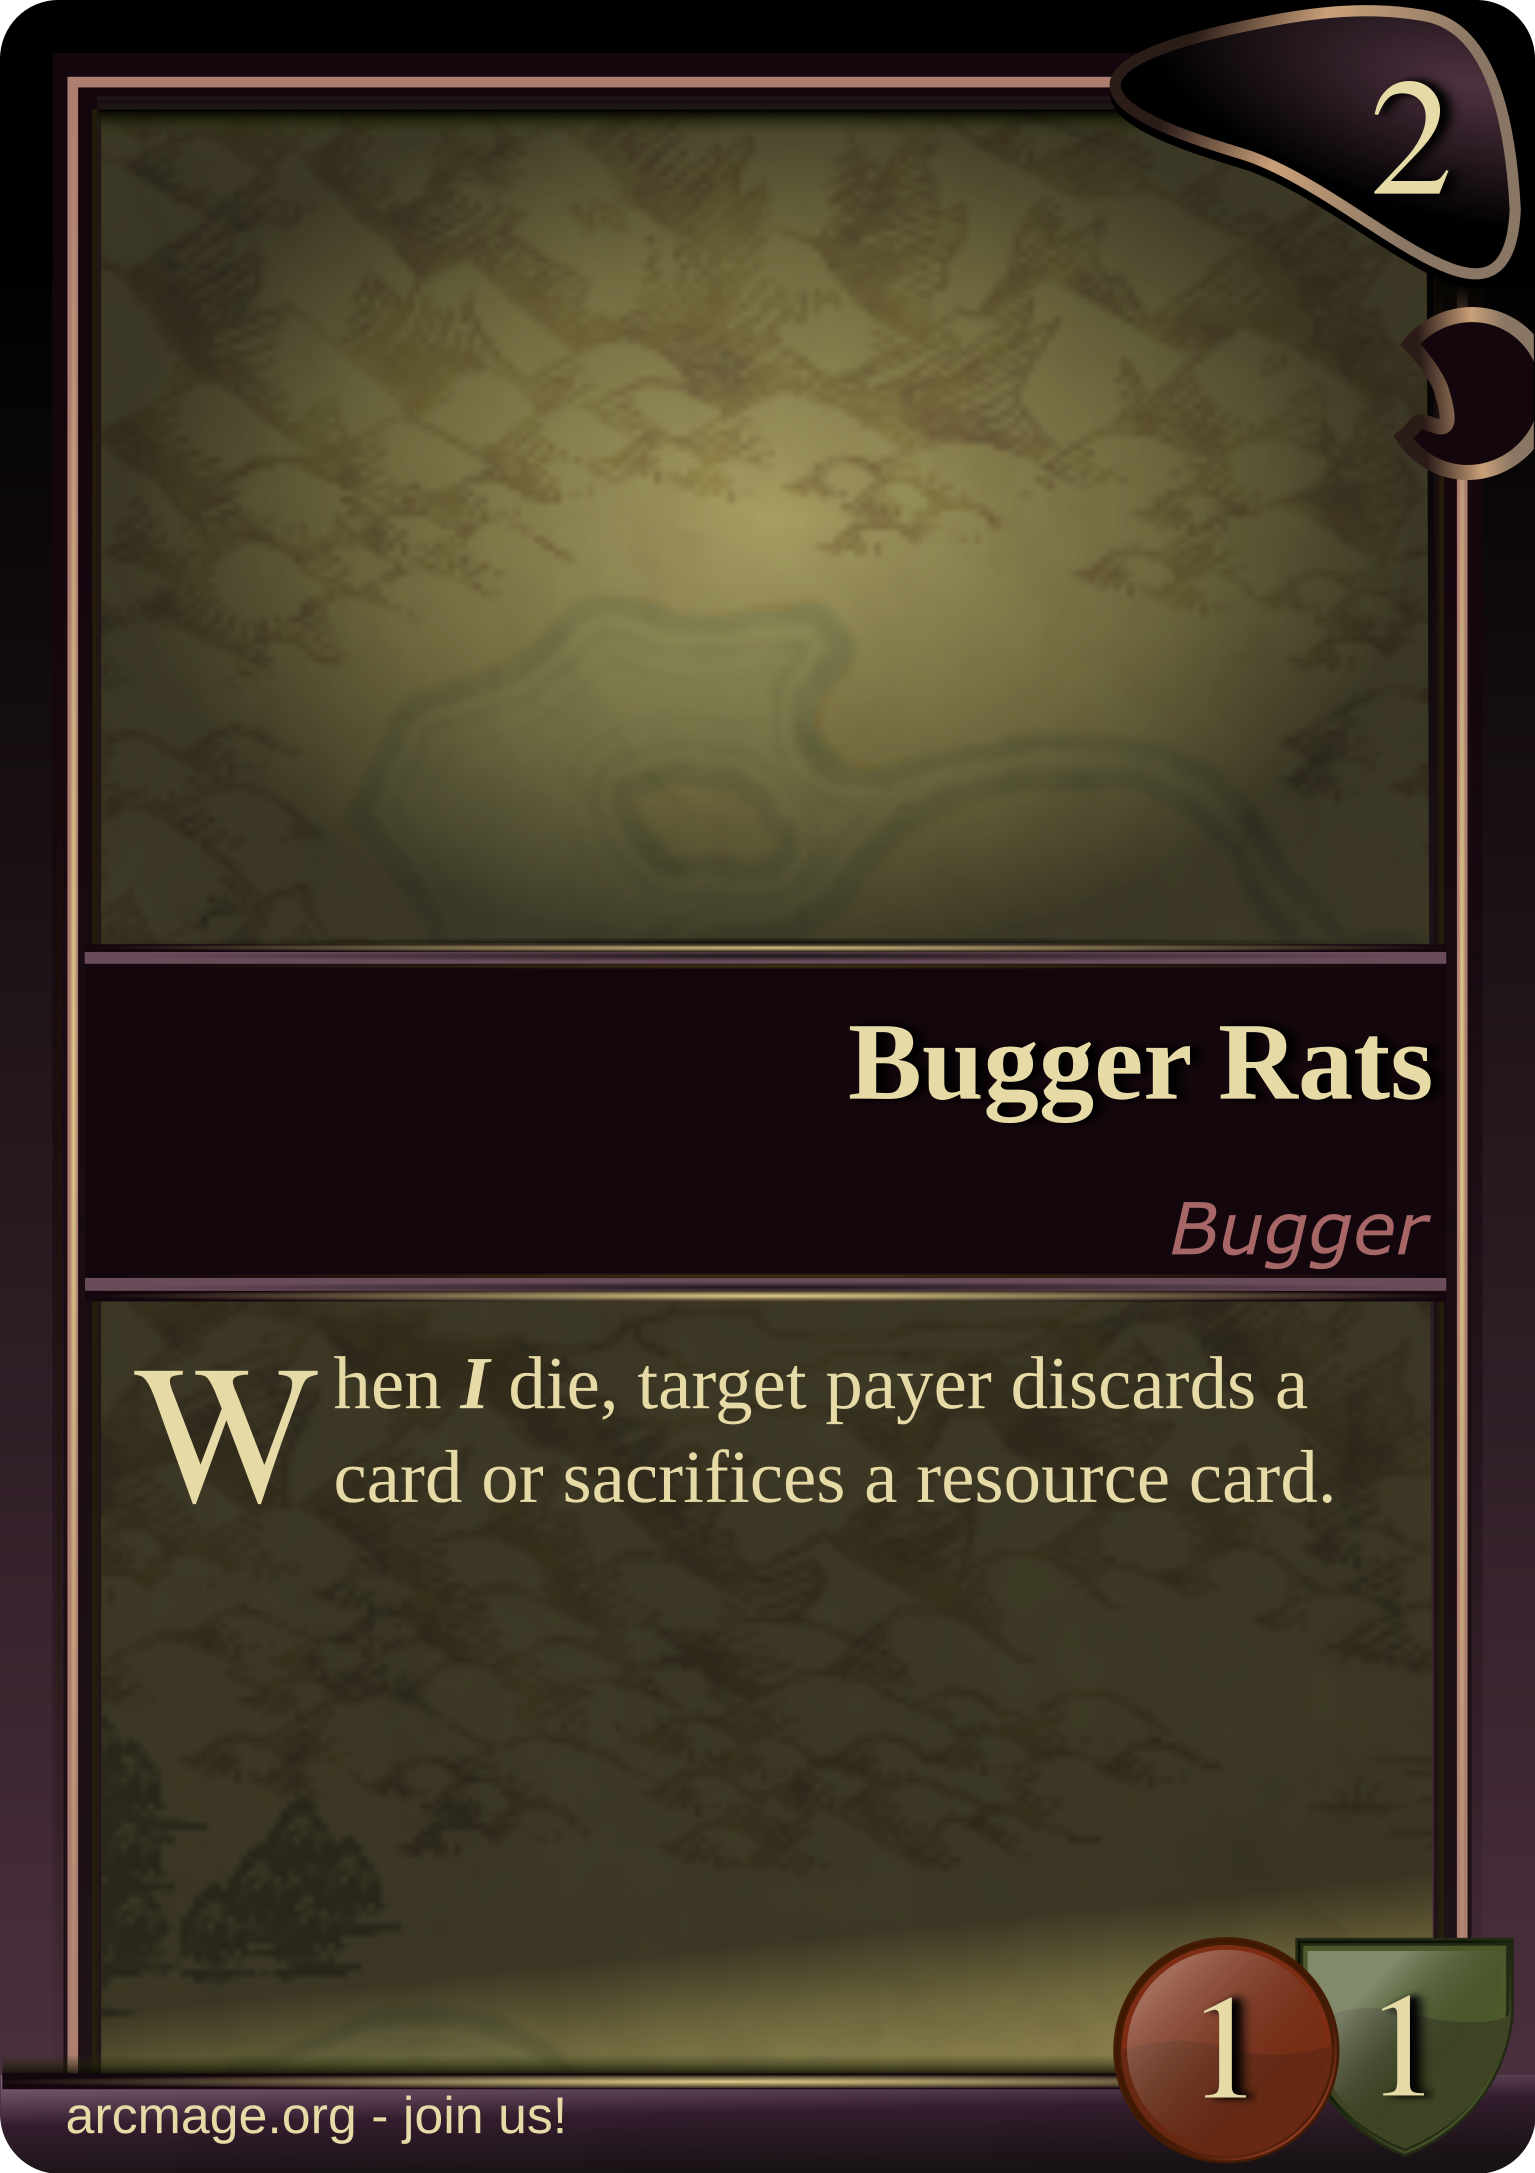 2
Bugger Rats
Bugger
When I die, target payer discards a
card or sacrifices a resource card.
1 1
arcmage.org - join us!